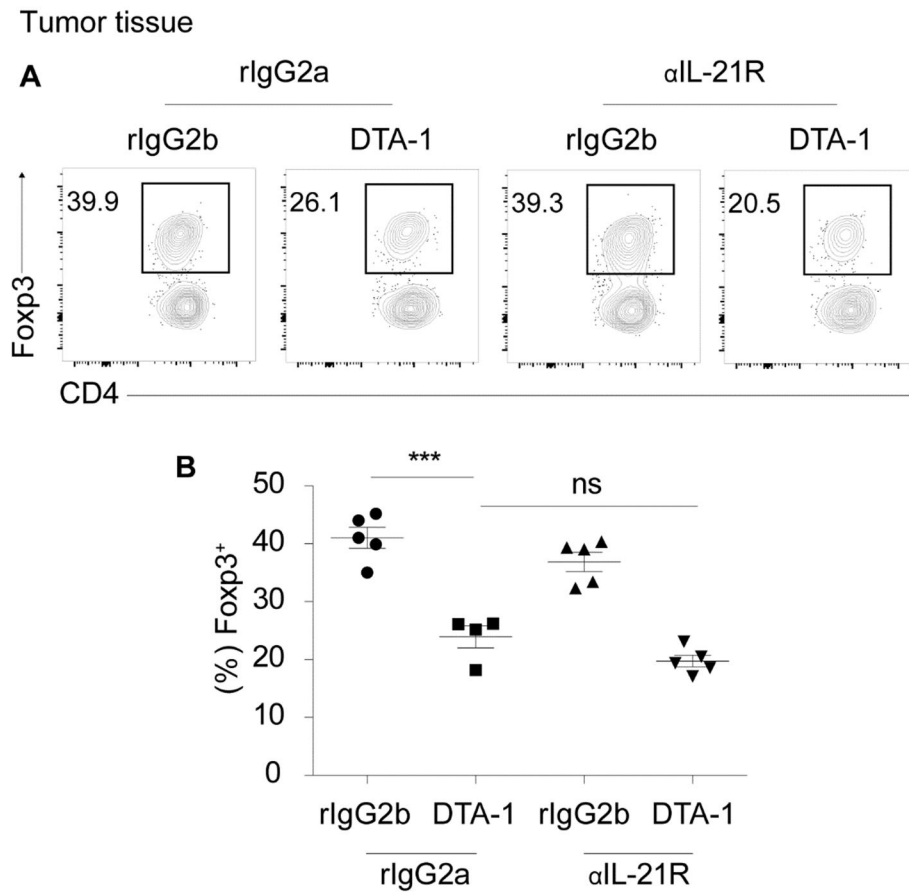 Tumor tissue
A
rIgG2a
αIL-21R
rIgG2b
DTA-1
rIgG2b
DTA-1
39.9
26.1
39.3
20.5
Foxp3
CD4
B
***
ns
50
40
30
20
10
0
(%) Foxp3+
rIgG2b
DTA-1
rIgG2b
DTA-1
rIgG2a
αIL-21R